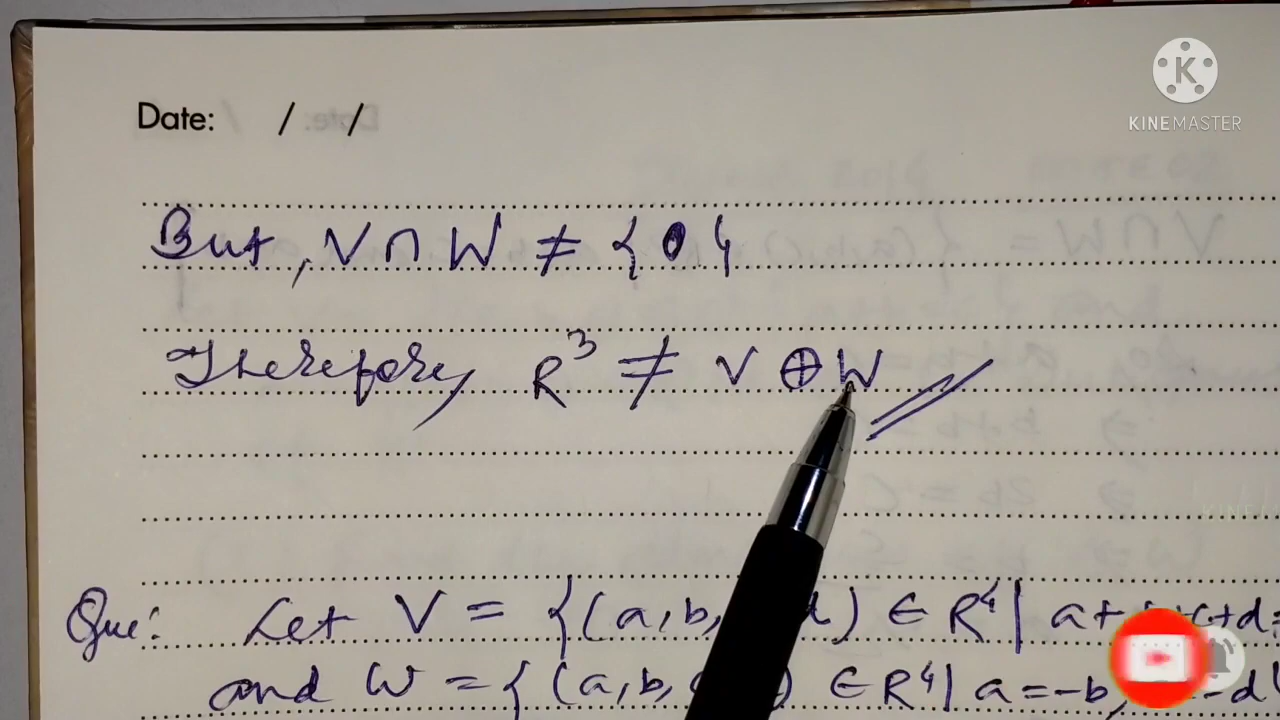 K
KINEMASTER
Date: / /
But, V ∩ W ≠ {0}
Therefore, R³ ≠ V ⊕ W
Que: Let V = {(a, b, d) ∈ R⁴ | a+ +d=
and W = {(a, b, ) ∈ R⁴ | a=-b, -d}